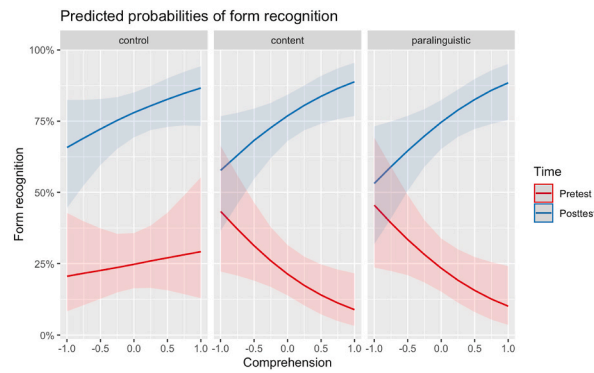 Predicted probabilities of form recognition
control content paralinguistic
100%
75%
50%
25%
0%
Form recognition
-1.0 -0.5 0.0 0.5 1.0 -1.0 -0.5 0.0 0.5 1.0 -1.0 -0.5 0.0 0.5 1.0
Comprehension
Time
Pretest
Posttes